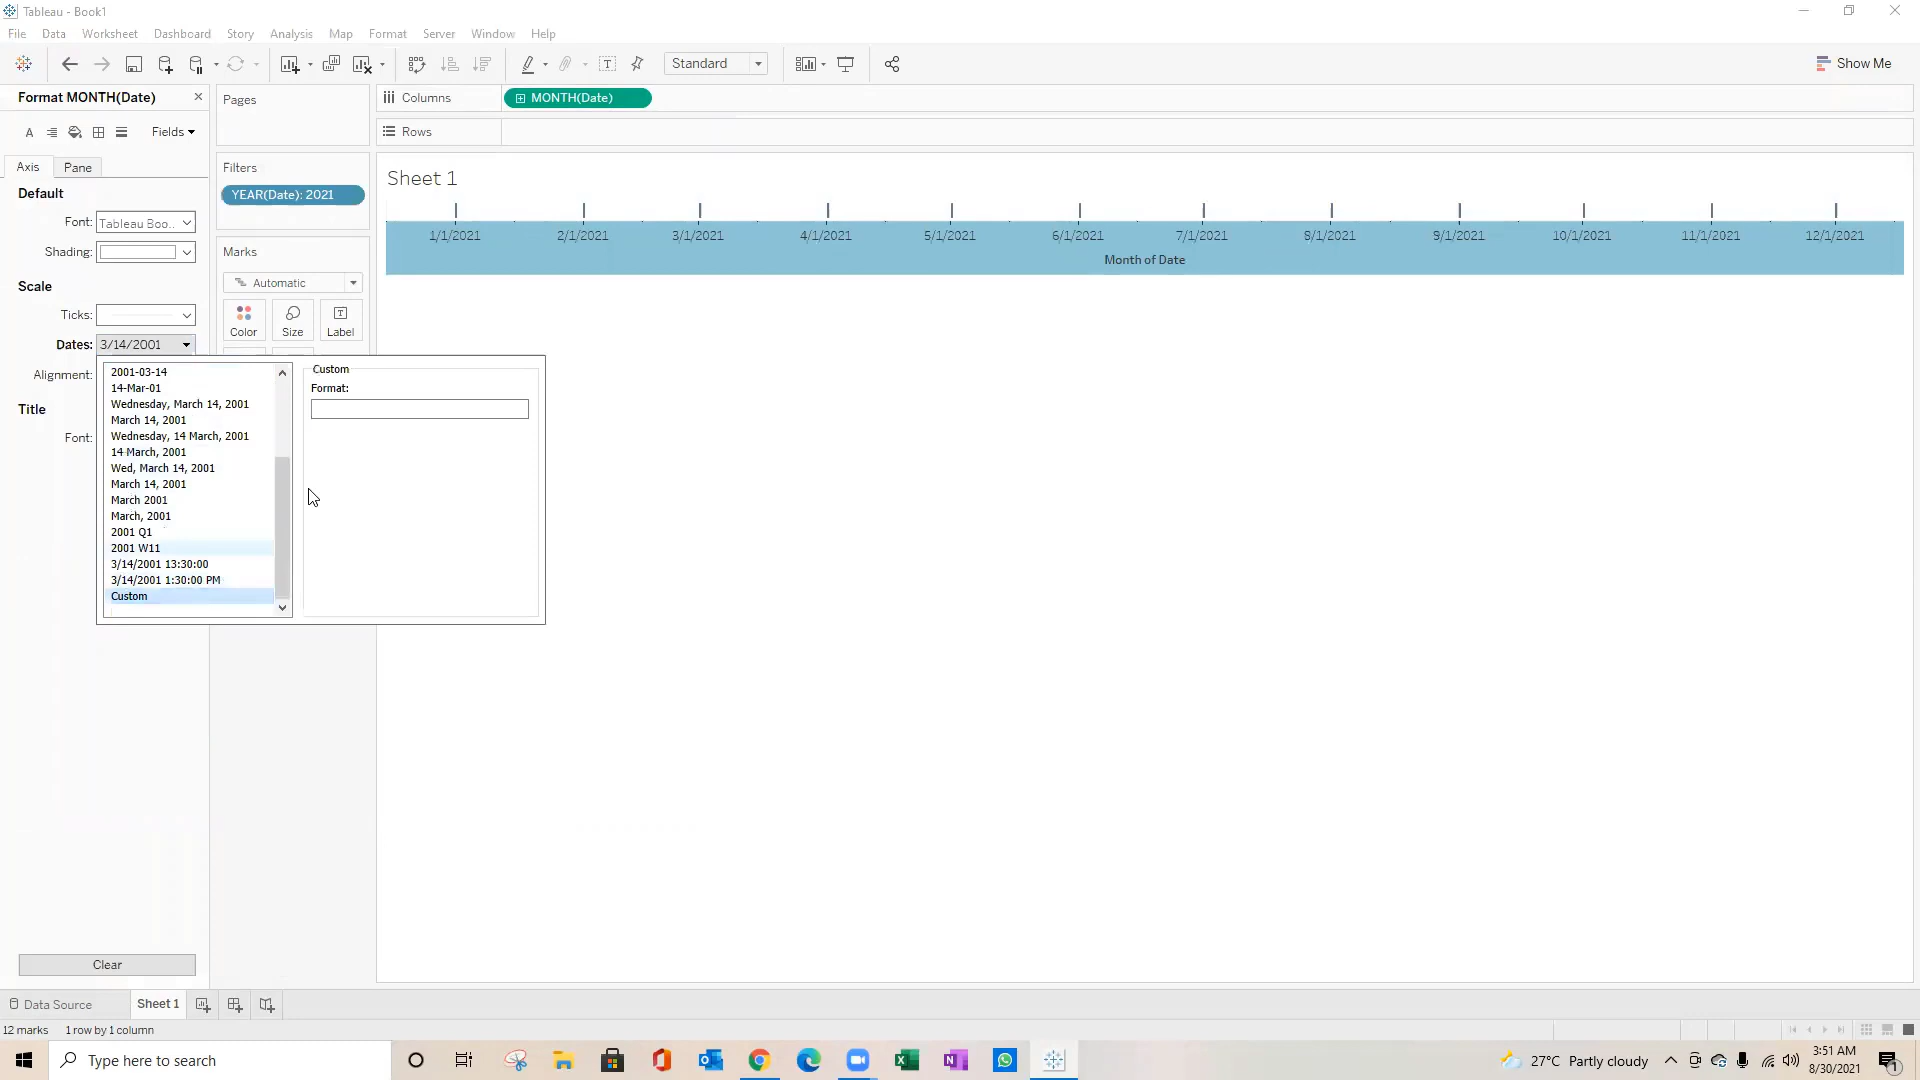 Tableau - Book1
File Data Worksheet Dashboard Story Analysis Map Format Server Window Help
Standard
Show Me
Format MONTH(Date)
Fields
Axis Pane
Default
Font: Tableau Boo..
Shading:
Scale
Ticks:
Dates: 3/14/2001
Alignment:
Title
Font:
2001-03-14
14-Mar-01
Wednesday, March 14, 2001
March 14, 2001
Wednesday, 14 March, 2001
14 March, 2001
Wed, March 14, 2001
March 14, 2001
March 2001
March, 2001
2001 Q1
2001 W11
3/14/2001 13:30:00
3/14/2001 1:30:00 PM
Custom
Custom
Format:
Clear
Pages
Filters
YEAR(Date): 2021
Marks
Automatic
Color Size Label
Columns MONTH(Date)
Rows
Sheet 1
1/1/2021 2/1/2021 3/1/2021 4/1/2021 5/1/2021 6/1/2021 7/1/2021 8/1/2021 9/1/2021 10/1/2021 11/1/2021 12/1/2021
Month of Date
Data Source Sheet 1
12 marks 1 row by 1 column
Type here to search
27°C Partly cloudy
3:51 AM
8/30/2021
1